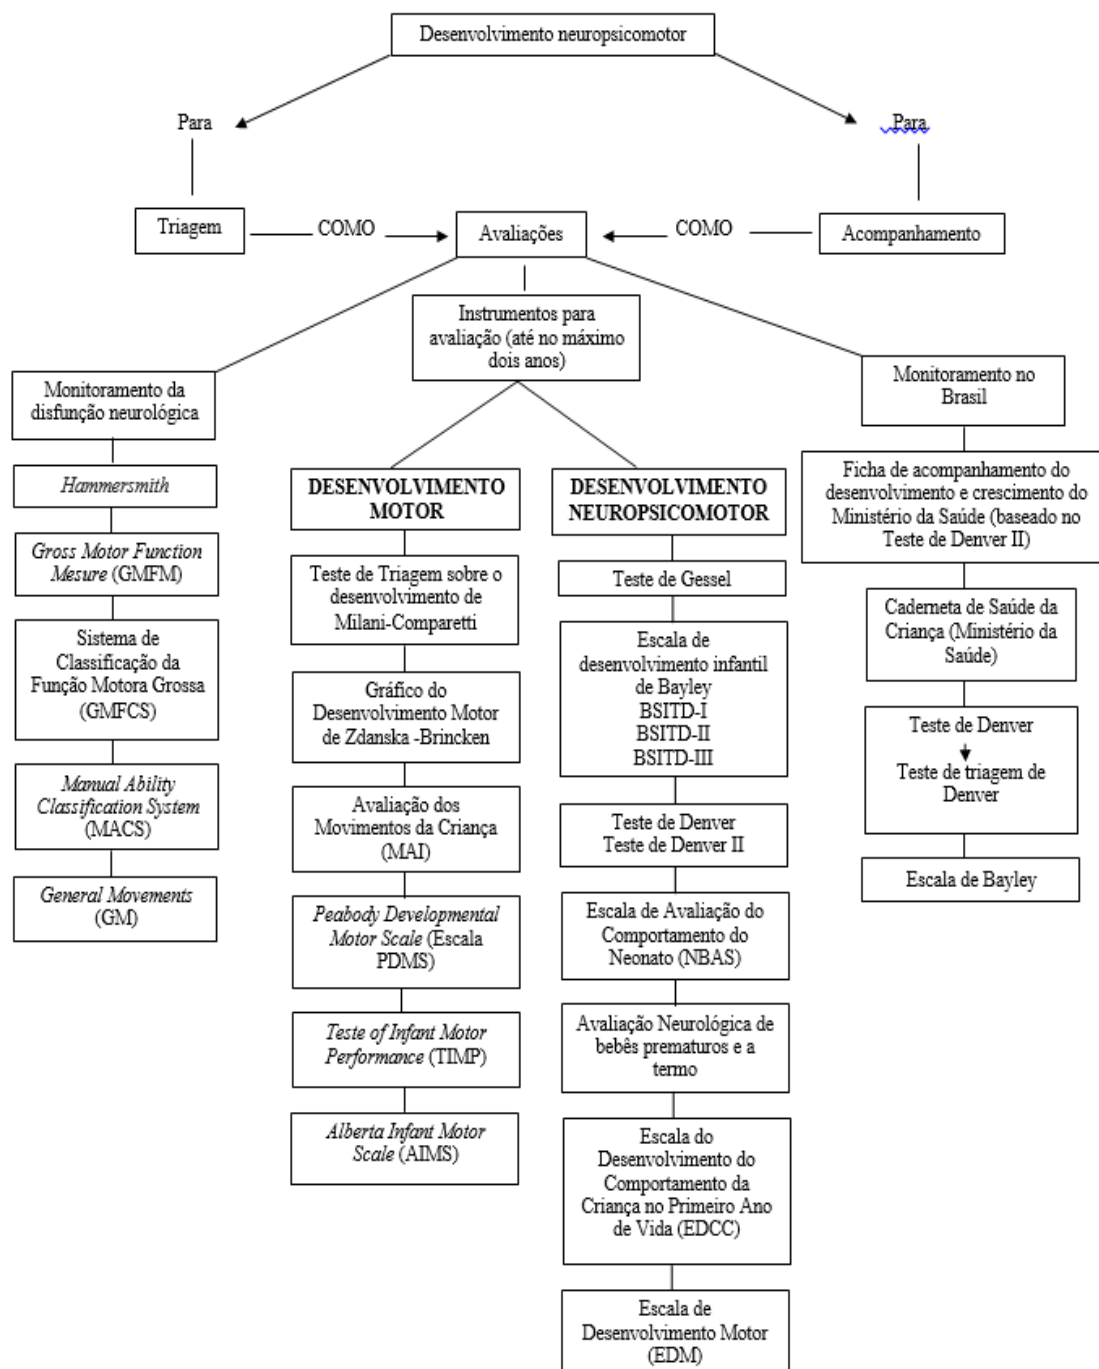 Desenvolvimento neuropsicomotor
Para
Para
Triagem
COMO
Avaliações
COMO
Acompanhamento
Instrumentos para
avaliação (até no máximo
dois anos)
Monitoramento da
disfunção neurológica
Hammersmith
Gross Motor Function
Mesure (GMFM)
Sistema de
Classificação da
Função Motora Grossa
(GMFCS)
Manual Ability
Classification System
(MACS)
General Movements
(GM)
DESENVOLVIMENTO
MOTOR
Teste de Triagem sobre o
desenvolvimento de
Milani-Comparetti
Gráfico do
Desenvolvimento Motor
de Zdanska -Brincken
Avaliação dos
Movimentos da Criança
(MAI)
Peabody Developmental
Motor Scale (Escala
PDMS)
Teste of Infant Motor
Performance (TIMP)
Alberta Infant Motor
Scale (AIMS)
DESENVOLVIMENTO
NEUROPSICOMOTOR
Teste de Gessel
Escala de
desenvolvimento infantil
de Bayley
BSITD-I
BSITD-II
BSITD-III
Teste de Denver
Teste de Denver II
Escala de Avaliação do
Comportamento do
Neonato (NBAS)
Avaliação Neurológica de
bebês prematuros e a
termo
Escala do
Desenvolvimento do
Comportamento da
Criança no Primeiro Ano
de Vida (EDCC)
Escala de
Desenvolvimento Motor
(EDM)
Monitoramento no
Brasil
Ficha de acompanhamento do
desenvolvimento e crescimento do
Ministério da Saúde (baseado no
Teste de Denver II)
Caderneta de Saúde da
Criança (Ministério da
Saúde)
Teste de Denver
Teste de triagem de
Denver
Escala de Bayley